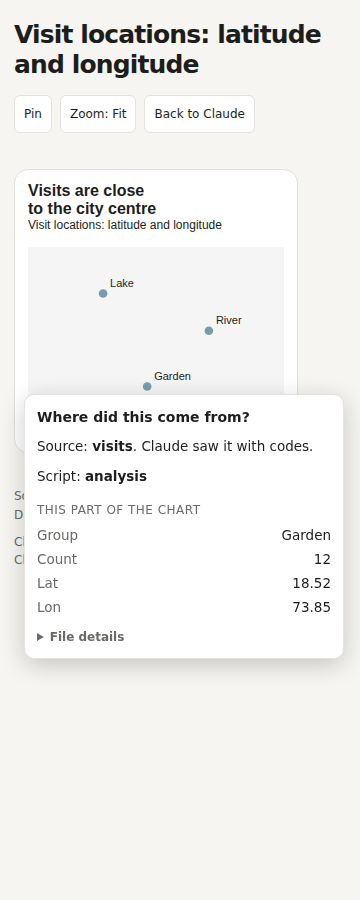 Visit locations: latitude
and longitude
Pin
Zoom: Fit
Back to Claude
Visits are close
to the city centre
Visit locations: latitude and longitude
Lake
River
Garden
Where did this come from?
Source: visits. Claude saw it with codes.
Script: analysis
THIS PART OF THE CHART
Group Garden
Count 12
Lat 18.52
Lon 73.85
▶ File details